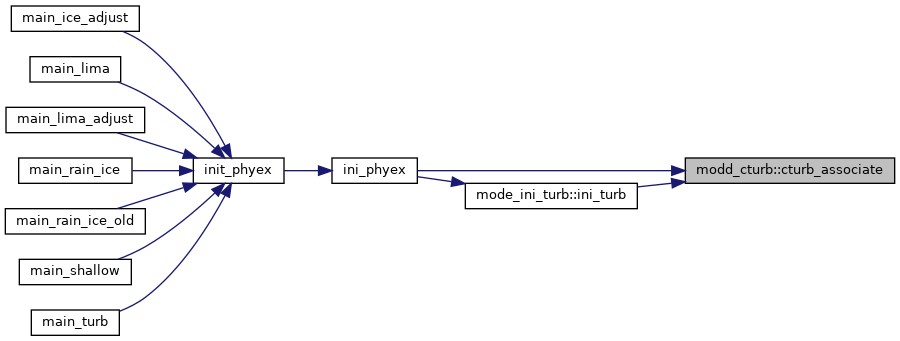 main_ice_adjust
main_lima
main_lima_adjust
main_rain_ice
main_rain_ice_old
main_shallow
main_turb
init_phyex
ini_phyex
mode_ini_turb::ini_turb
modd_cturb::cturb_associate